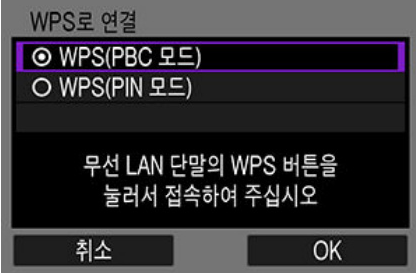 WPS로 연결
WPS(PBC 모드)
WPS(PIN 모드)
무선 LAN 단말의 WPS 버튼을
눌러서 접속하여 주십시오
취소
OK